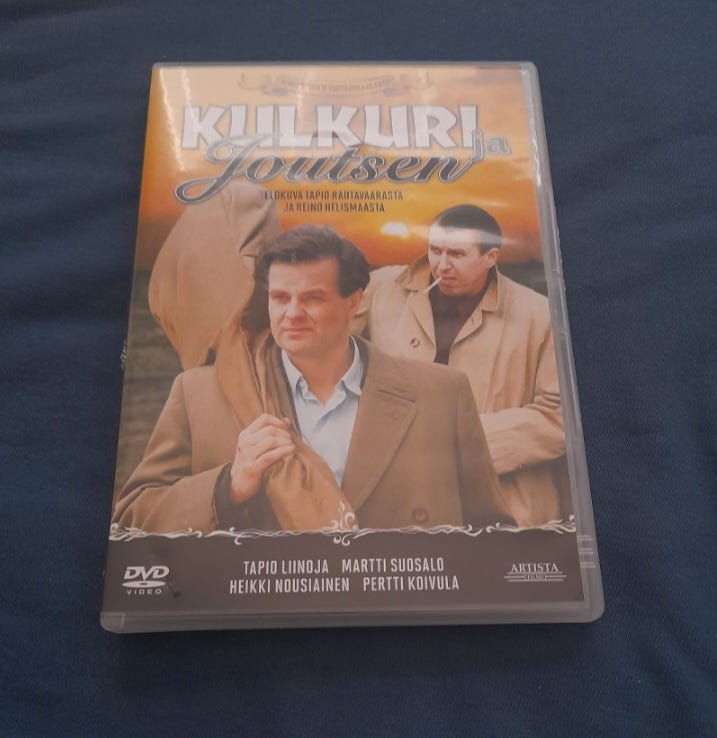 KULKURI
ja
Joutsen
ELOKUVA TAPIO RAUTAVAARASTA
JA REINO HELISMAASTA
TAPIO LIINOJA MARTTI SUOSALO
HEIKKI NOUSIAINEN PERTTI KOIVULA
DVD
VIDEO
ARTISTA
FILMI